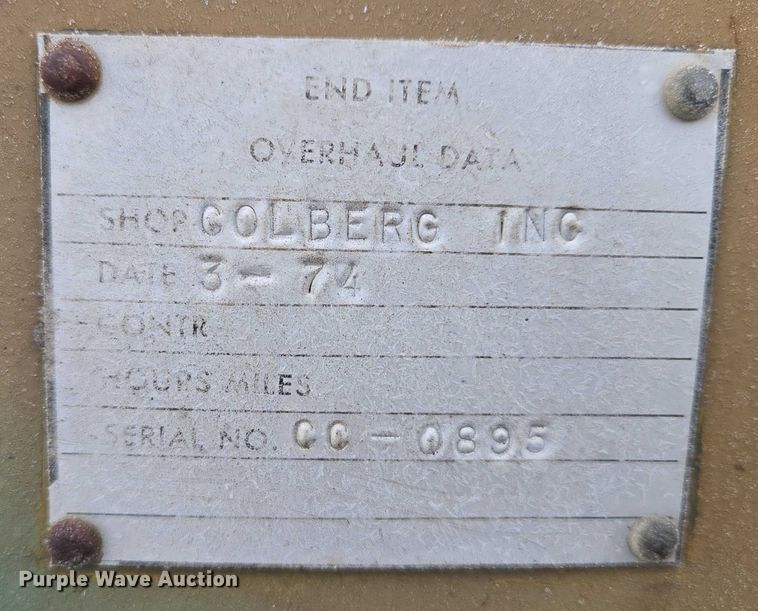 END ITEM
OVERHAUL DATA
SHOP GOLBERG INC
DATE 3-74
CONTR
HOURS MILES
SERIAL NO. CC-0895
Purple Wave Auction